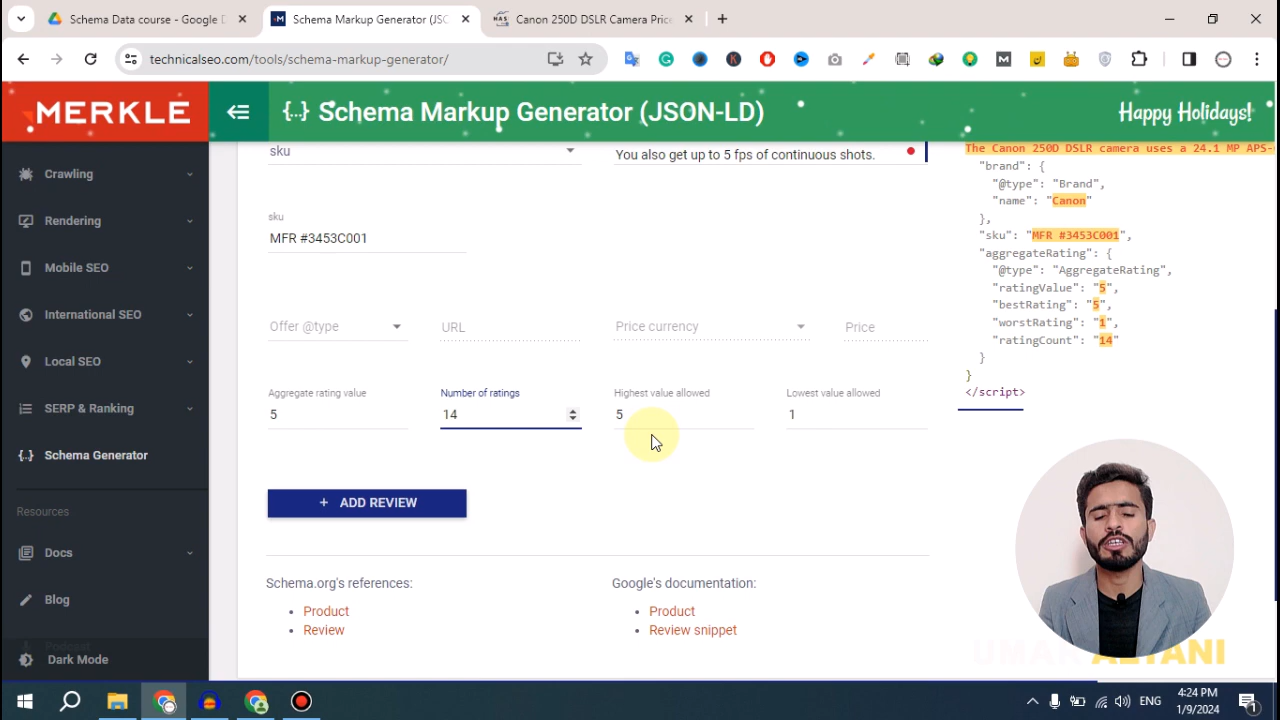 Schema Data course - Google D
Schema Markup Generator (JSC
HAS
Canon 250D DSLR Camera Price
technicalseo.com/tools/schema-markup-generator/
MERKLE
{..} Schema Markup Generator (JSON-LD)
Happy Holidays!
Crawling
Rendering
Mobile SEO
International SEO
Local SEO
SERP & Ranking
Schema Generator
Resources
Docs
Blog
Podcast
Dark Mode
sku
You also get up to 5 fps of continuous shots.
sku
MFR #3453C001
Offer @type
URL
Price currency
Price
Aggregate rating value
Number of ratings
Highest value allowed
Lowest value allowed
5
14
5
1
+ ADD REVIEW
Schema.org's references:
Product
Review
Google's documentation:
Product
Review snippet
The Canon 250D DSLR camera uses a 24.1 MP APS-
"brand": {
"@type": "Brand",
"name": "Canon"
},
"sku": "MFR #3453C001",
"aggregateRating": {
"@type": "AggregateRating",
"ratingValue": "5",
"bestRating": "5",
"worstRating": "1",
"ratingCount": "14"
}
}
</script>
UMAR
ENG
4:24 PM
1/9/2024
1